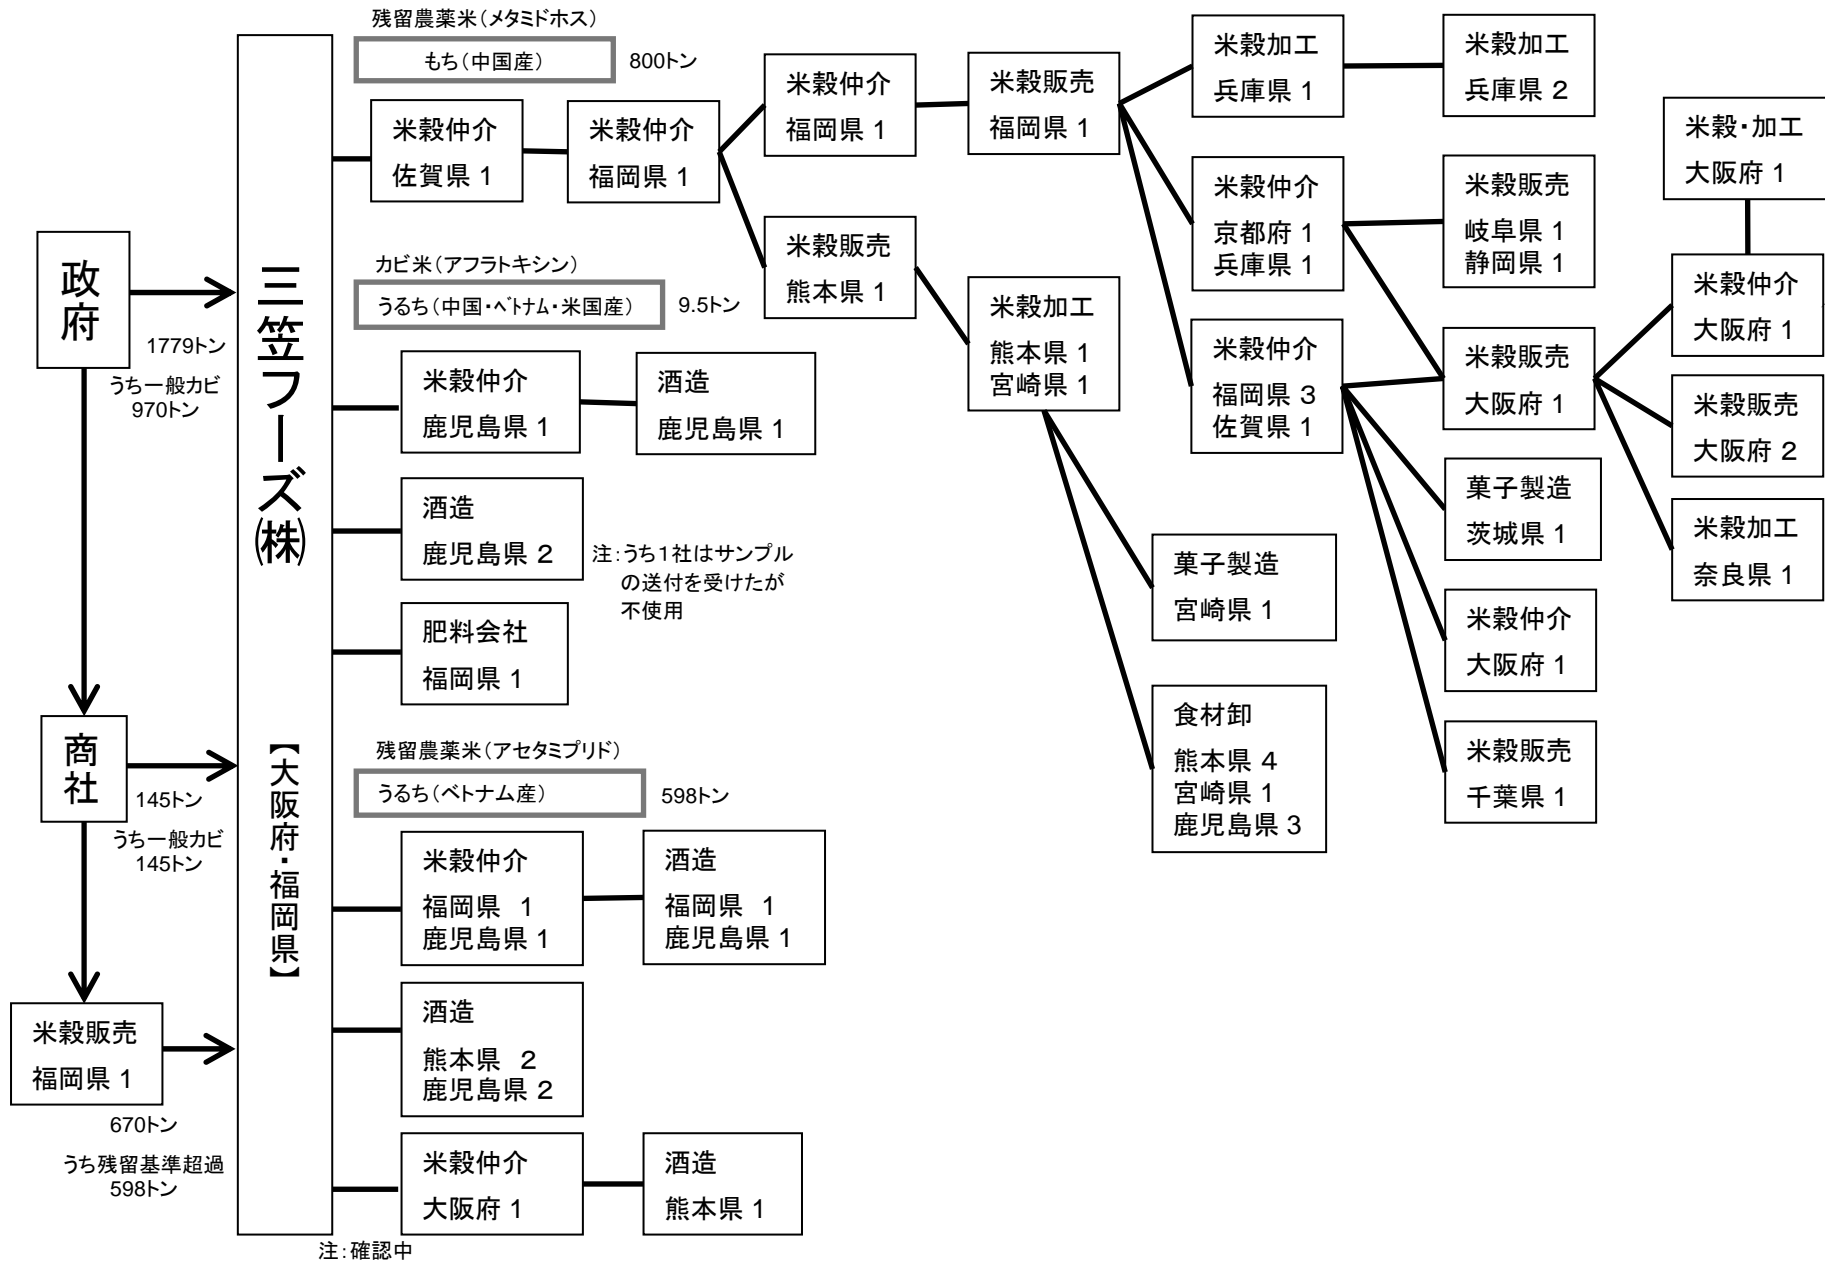 政府
1779トン
うち一般カビ
970トン
商社
145トン
うち一般カビ
145トン
米穀販売
福岡県 1
670トン
うち残留基準超過
598トン
三笠フーズ㈱
【大阪府・福岡県】
注：確認中
残留農薬米（メタミドホス）
もち（中国産）
800トン
米穀仲介
佐賀県 1
米穀仲介
福岡県 1
米穀仲介
福岡県 1
米穀販売
福岡県 1
米穀販売
熊本県 1
米穀加工
熊本県 1
宮崎県 1
菓子製造
宮崎県 1
食材卸
熊本県 4
宮崎県 1
鹿児島県 3
米穀加工
兵庫県 1
米穀加工
兵庫県 2
米穀仲介
京都府 1
兵庫県 1
米穀販売
岐阜県 1
静岡県 1
米穀仲介
福岡県 3
佐賀県 1
米穀販売
大阪府 1
菓子製造
茨城県 1
米穀仲介
大阪府 1
米穀販売
千葉県 1
米穀・加工
大阪府 1
米穀仲介
大阪府 1
米穀販売
大阪府 2
米穀加工
奈良県 1
カビ米（アフラトキシン）
うるち（中国・ベトナム・米国産）
9.5トン
米穀仲介
鹿児島県 1
酒造
鹿児島県 1
酒造
鹿児島県 2
注：うち1社はサンプル
の送付を受けたが
不使用
肥料会社
福岡県 1
残留農薬米（アセタミプリド）
うるち（ベトナム産）
598トン
米穀仲介
福岡県 1
鹿児島県 1
酒造
福岡県 1
鹿児島県 1
酒造
熊本県 2
鹿児島県 2
米穀仲介
大阪府 1
酒造
熊本県 1